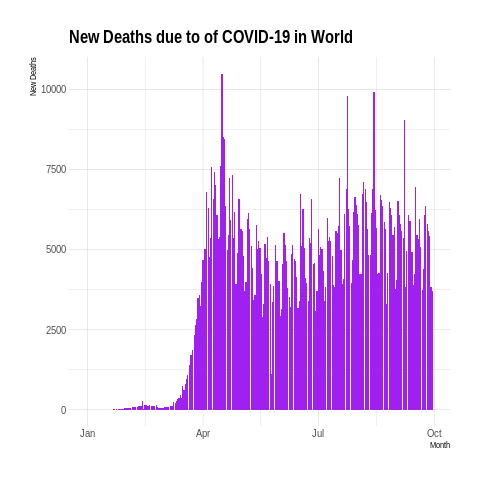 New Deaths due to of COVID-19 in World
New Deaths
10000
7500
5000
2500
0
Jan Apr Jul Oct
Month